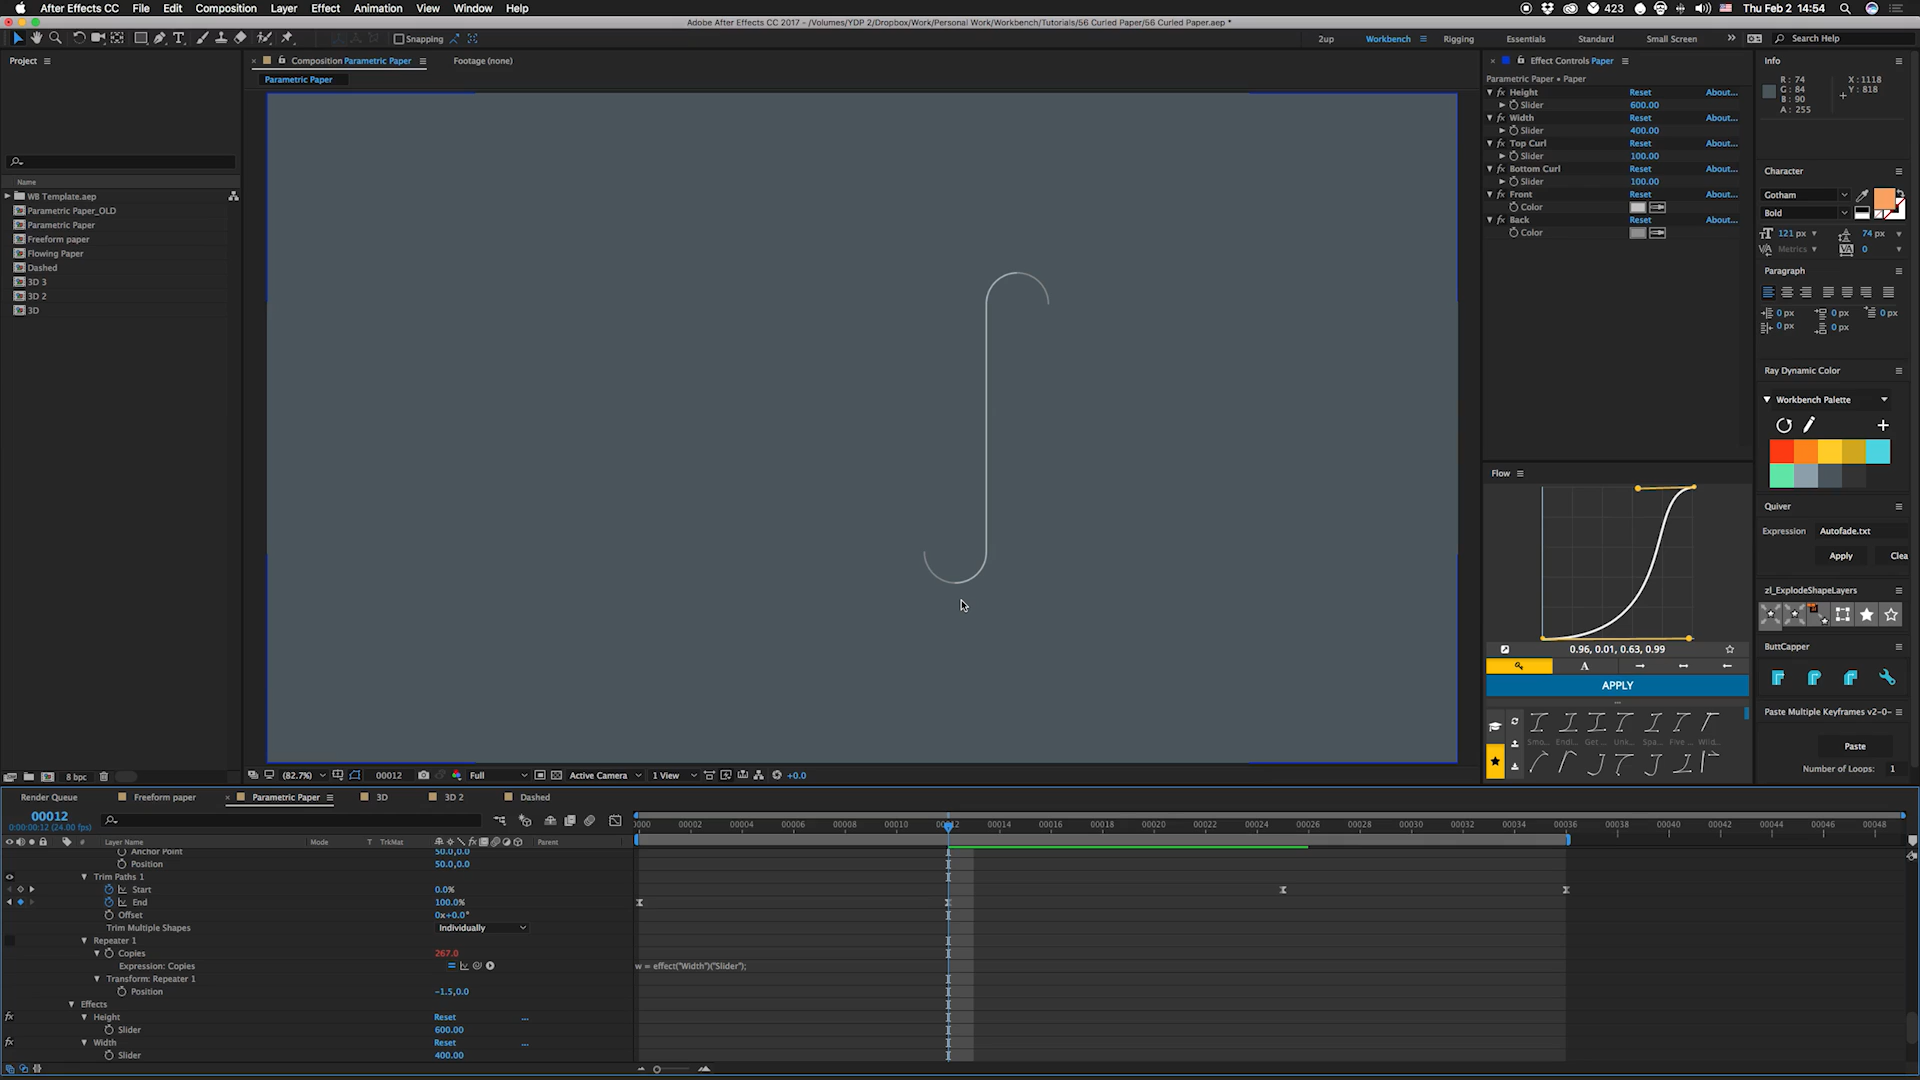 After Effects CC File Edit Composition Layer Effect Animation View Window Help 423 Thu Feb 2 14:54
Adobe After Effects CC 2017 - /Volumes/YDP 2/Dropbox/Work/Personal Work/Workbench/Tutorials/56 Curled Paper/56 Curled Paper.aep *
Snapping 2up Workbench Rigging Essentials Standard Small Screen Search Help
Project Composition Parametric Paper Footage (none) Effect Controls Paper Info
Parametric Paper
Parametric Paper • Paper
R : 74
G : 84
B : 90
A : 255
X : 1118
Y : 818
Height Reset About...
Slider 600.00
Width Reset About...
Slider 400.00
Top Curl Reset About...
Slider 100.00
Bottom Curl Reset About...
Slider 100.00
Front Reset About...
Color
Back Reset About...
Color
Name
WB Template.aep
Parametric Paper_OLD
Parametric Paper
Freeform paper
Flowing Paper
Dashed
3D 3
3D 2
3D
Character
Gotham
Bold
121 px 74 px
Metrics 0
Paragraph
0 px 0 px 0 px
0 px 0 px
Ray Dynamic Color
Workbench Palette
Flow
0.96, 0.01, 0.63, 0.99
A
APPLY
Quiver
Expression Autofade.txt
Apply Clea
zl_ExplodeShapeLayers
ButtCapper
Paste Multiple Keyframes v2-0-
Paste
Number of Loops: 1
8 bpc (82.7%) 00012 Full Active Camera 1 View +0.0
Render Queue Freeform paper Parametric Paper 3D 3D 2 Dashed
00012
0:00:00:12 (24.00 fps)
0000 00002 00004 00006 00008 00010 00012 00014 00016 00018 00020 00022 00024 00026 00028 00030 00032 00034 00036 00038 00040 00042 00044 00046 00048
# Layer Name Mode T TrkMat Parent
Anchor Point 50.0,0.0
Position 50.0,0.0
Trim Paths 1
Start 0.0%
End 100.0%
Offset 0x+0.0°
Trim Multiple Shapes Individually
Repeater 1
Copies 267.0
Expression: Copies w = effect("Width")("Slider");
Transform: Repeater 1
Position -1.5,0.0
Effects
Height Reset ...
Slider 600.00
Width Reset ...
Slider 400.00